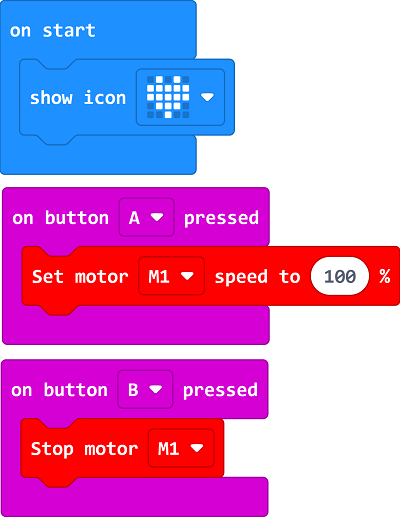 on start
show icon
on button A pressed
Set motor M1 speed to 100 %
on button B pressed
Stop motor M1